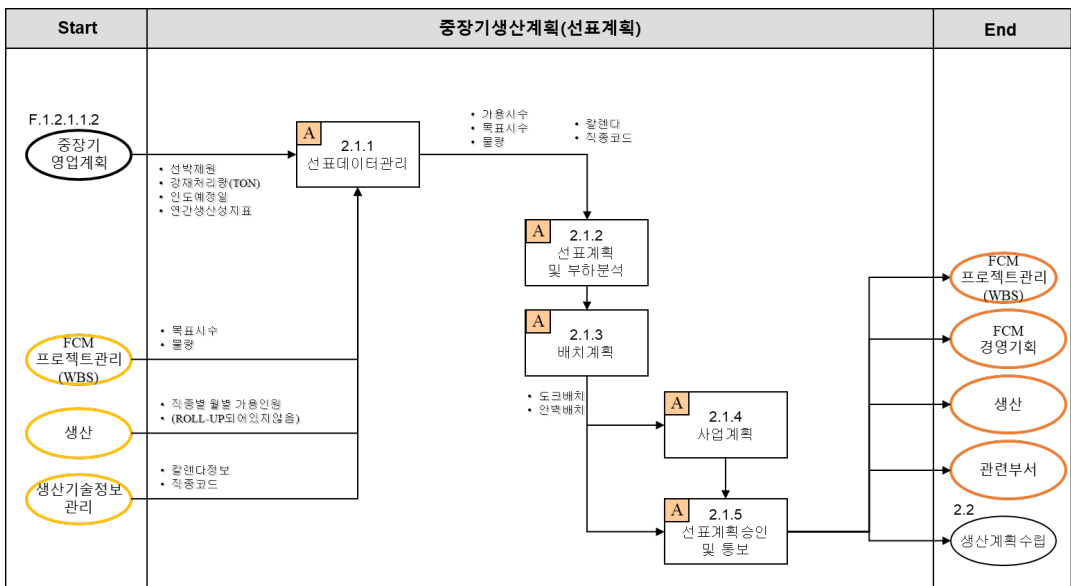 Start
중장기생산계획(선표계획)
End
F.1.2.1.1.2
중장기
영업계획
• 선박제원
• 강재처리량(TON)
• 인도예정일
• 연간생산성지표
A
2.1.1
선표데이터관리
• 가용시수
• 목표시수
• 물량
• 칼렌다
• 직종코드
A
2.1.2
선표계획
및 부하분석
A
2.1.3
배치계획
FCM
프로젝트관리
(WBS)
• 목표시수
• 물량
생산
• 직종별 월별 가용인원
• (ROLL-UP되어있지않음)
생산기술정보
관리
• 칼렌다정보
• 직종코드
• 도크배치
• 안벽배치
A
2.1.4
사업계획
A
2.1.5
선표계획승인
및 통보
FCM
프로젝트관리
(WBS)
FCM
경영기획
생산
관련부서
2.2
생산계획수립